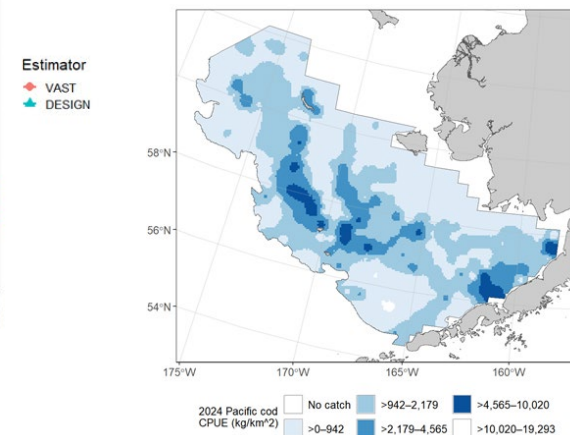 Estimator
VAST
DESIGN
58°N
56°N
54°N
175°W
170°W
165°W
160°W
2024 Pacific cod
CPUE (kg/km^2)
No catch
>942–2,179
>4,565–10,020
>0–942
>2,179–4,565
>10,020–19,293